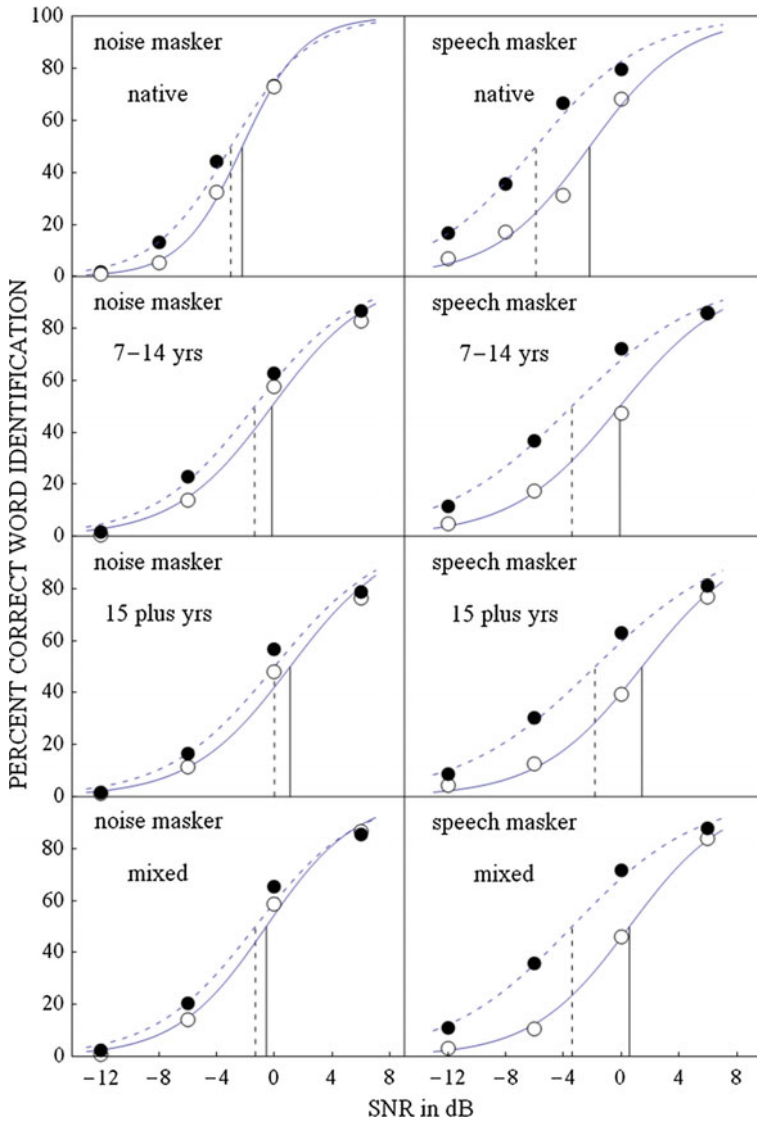 PERCENT CORRECT WORD IDENTIFICATION
100
80
60
40
20
0
noise masker
native
speech masker
native
80
60
40
20
0
noise masker
7–14 yrs
speech masker
7–14 yrs
80
60
40
20
0
noise masker
15 plus yrs
speech masker
15 plus yrs
80
60
40
20
0
noise masker
mixed
speech masker
mixed
−12 −8 −4 0 4 −12 −8 −4 0 4 8
SNR in dB